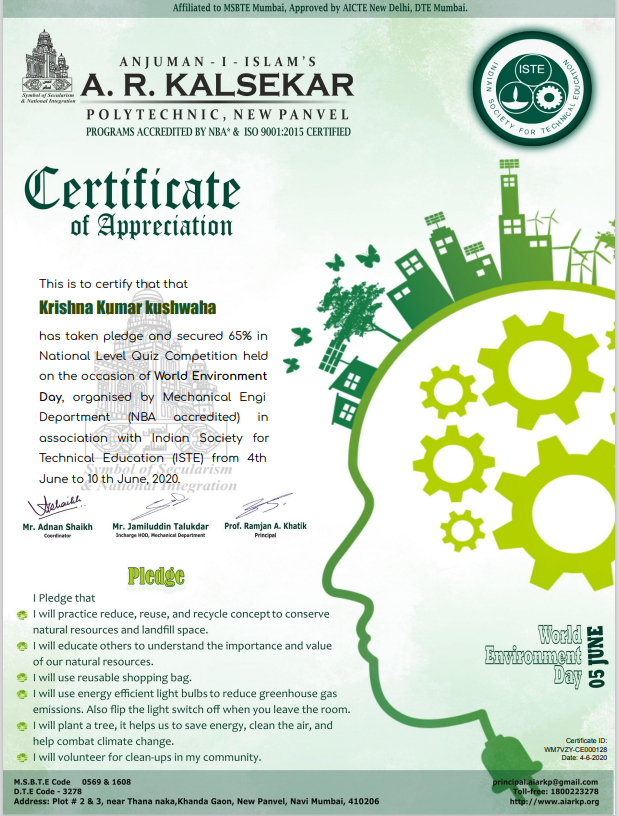 Affiliated to MSBTE Mumbai, Approved by AICTE New Delhi, DTE Mumbai.
ANJUMAN - I - ISLAM'S
A. R. KALSEKAR
POLYTECHNIC, NEW PANVEL
PROGRAMS ACCREDITED BY NBA* & ISO 9001:2015 CERTIFIED
Symbol of Secularism
& National Integration
ISTE
INDIAN SOCIETY FOR TECHNICAL EDUCATION
Certificate
of Appreciation
This is to certify that that
Krishna Kumar kushwaha
has taken pledge and secured 65% in
National Level Quiz Competition held
on the occasion of World Environment
Day, organised by Mechanical Engi
Department (NBA accredited) in
association with Indian Society for
Technical Education (ISTE) from 4th
June to 10 th June, 2020.
Symbol of Secularism
& National Integration
Mr. Adnan Shaikh
Coordinator
Mr. Jamiluddin Talukdar
Incharge HOD, Mechanical Department
Prof. Ramjan A. Khatik
Principal
Pledge
I Pledge that
I will practice reduce, reuse, and recycle concept to conserve
natural resources and landfill space.
I will educate others to understand the importance and value
of our natural resources.
I will use reusable shopping bag.
I will use energy efficient light bulbs to reduce greenhouse gas
emissions. Also flip the light switch off when you leave the room.
I will plant a tree, it helps us to save energy, clean the air, and
help combat climate change.
I will volunteer for clean-ups in my community.
World
Environment
Day
05 JUNE
Certificate ID:
WM7VZY-CE000128
Date: 4-6-2020
M.S.B.T.E Code 0569 & 1608
D.T.E Code - 3278
Address: Plot # 2 & 3, near Thana naka,Khanda Gaon, New Panvel, Navi Mumbai, 410206
principal.aiarkp@gmail.com
Toll-free: 1800223278
http://www.aiarkp.org